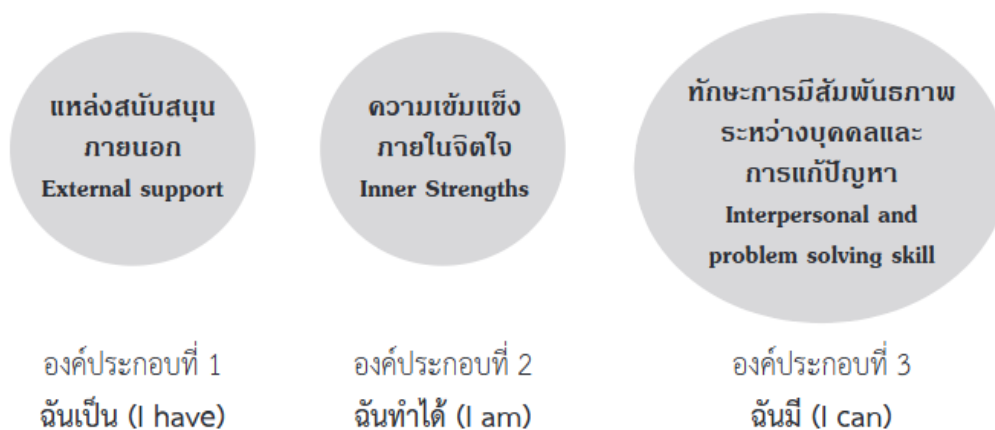 แหล่งสนับสนุน
ภายนอก
External support
ความเข้มแข็ง
ภายในจิตใจ
Inner Strengths
ทักษะการมีสัมพันธภาพ
ระหว่างบุคคลและ
การแก้ปัญหา
Interpersonal and
problem solving skill
องค์ประกอบที่ 1
ฉันเป็น (I have)
องค์ประกอบที่ 2
ฉันทำได้ (I am)
องค์ประกอบที่ 3
ฉันมี (I can)